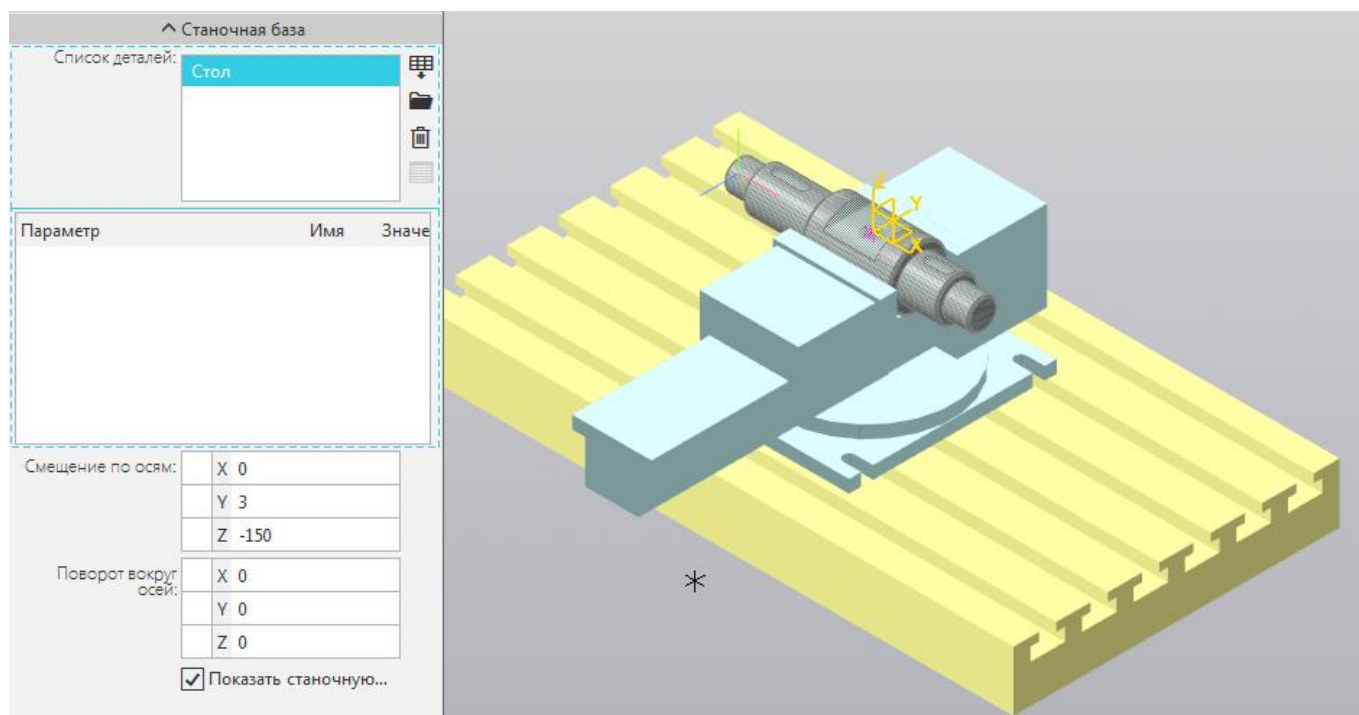 Станочная база
Список деталей:
Стол
Параметр Имя Значе
Смещение по осям:
X 0
Y 3
Z -150
Поворот вокруг
осей:
X 0
Y 0
Z 0
Показать станочную...
Z
Y
X